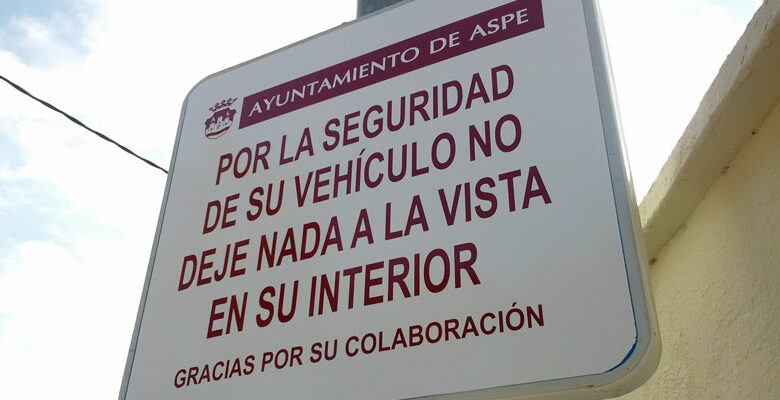 AYUNTAMIENTO DE ASPE
POR LA SEGURIDAD
DE SU VEHÍCULO NO
DEJE NADA A LA VISTA
EN SU INTERIOR
GRACIAS POR SU COLABORACIÓN